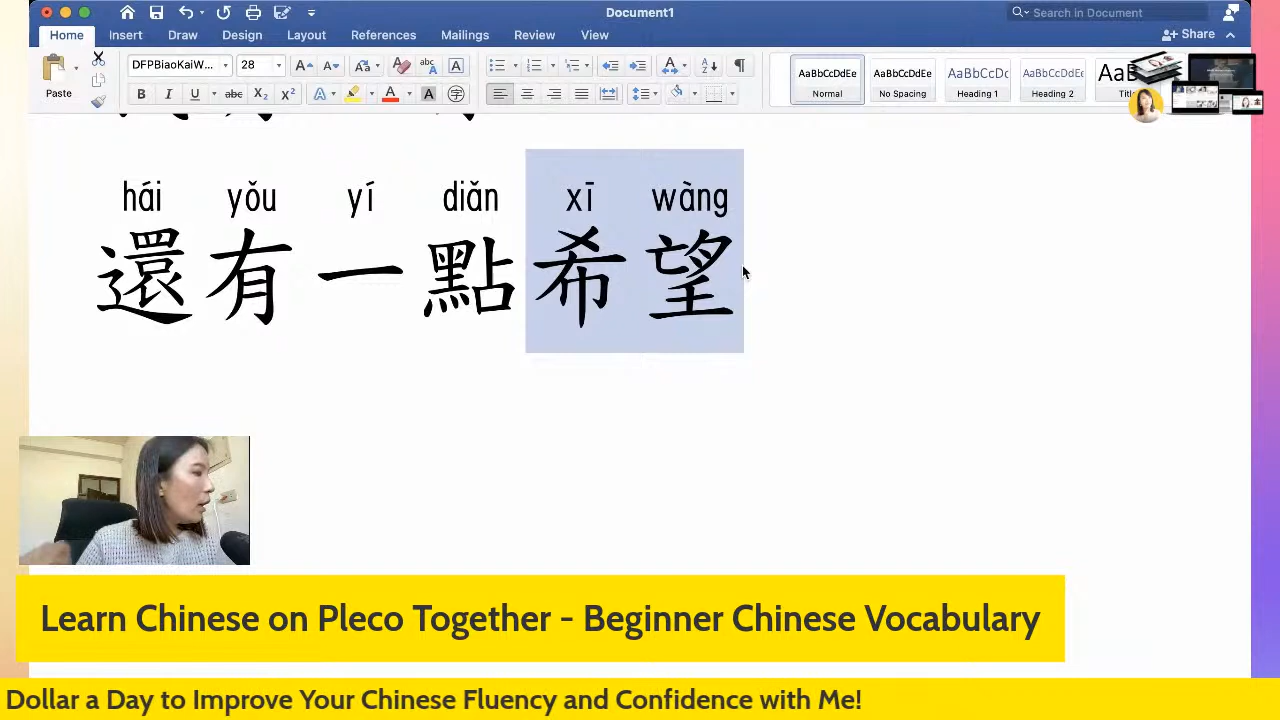 Document1
Search in Document
Home Insert Draw Design Layout References Mailings Review View
Share
Paste
DFPBiaoKaiW... 28
AaBbCcDdEe AaBbCcDdEe AaBbCcDc AaBbCcDdEe AaB
Normal No Spacing Heading 1 Heading 2 Titl
hái yǒu yí diǎn xī wàng
還有一點希望
Learn Chinese on Pleco Together - Beginner Chinese Vocabulary
Dollar a Day to Improve Your Chinese Fluency and Confidence with Me!